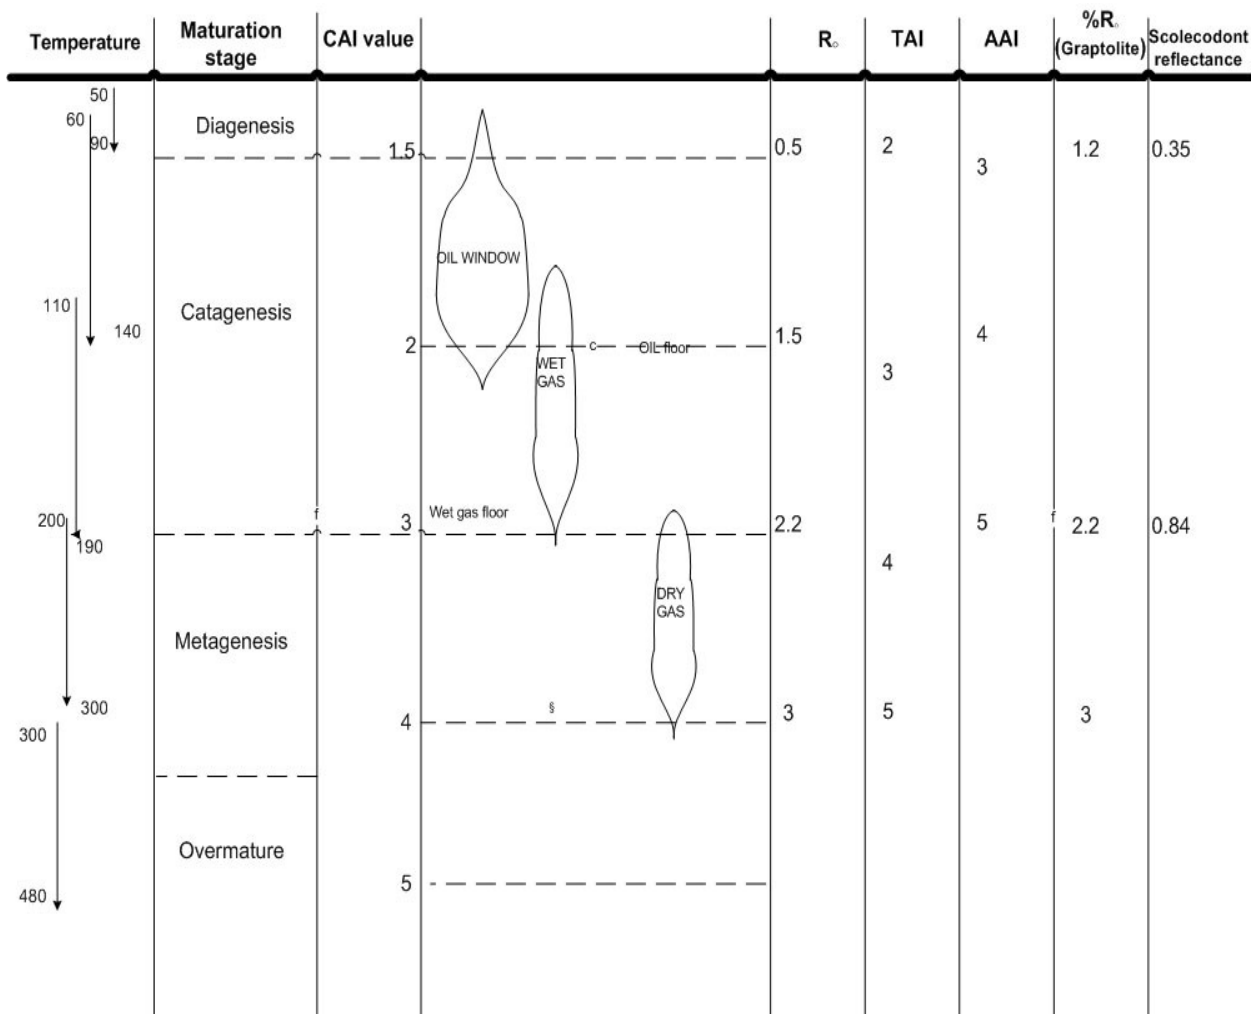 Temperature
Maturation
stage
CAI value
R○
TAI
AAI
%R○
(Graptolite)
Scolecodont
reflectance
50
60
90
Diagenesis
1.5
0.5
2
3
1.2
0.35
OIL WINDOW
110
140
Catagenesis
2
c
OIL floor
1.5
4
3
WET
GAS
200
190
f
3
Wet gas floor
2.2
5
f
2.2
0.84
4
DRY
GAS
Metagenesis
300
300
4
§
3
5
3
Overmature
480
5